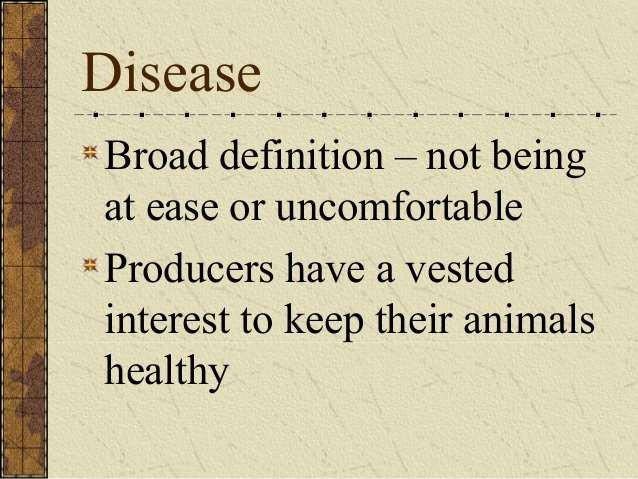 Disease
Broad definition – not being
at ease or uncomfortable
Producers have a vested
interest to keep their animals
healthy